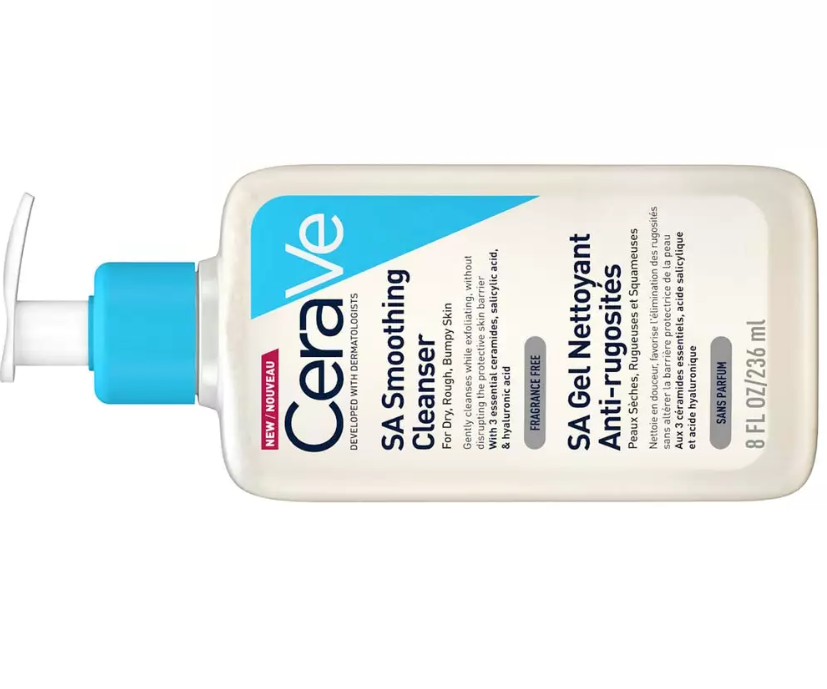 NEW / NOUVEAU
CeraVe
DEVELOPED WITH DERMATOLOGISTS
SA Smoothing
Cleanser
For Dry, Rough, Bumpy Skin
Gently cleanses while exfoliating, without
disrupting the protective skin barrier
With 3 essential ceramides, salicylic acid,
& hyaluronic acid
FRAGRANCE FREE
SA Gel Nettoyant
Anti-rugosités
Peaux Sèches, Rugueuses et Squameuses
Nettoie en douceur, favorise l'élimination des rugosités
sans altérer la barrière protectrice de la peau
Aux 3 céramides essentiels, acide salicylique
et acide hyaluronique
SANS PARFUM
8 FL OZ/236 ml